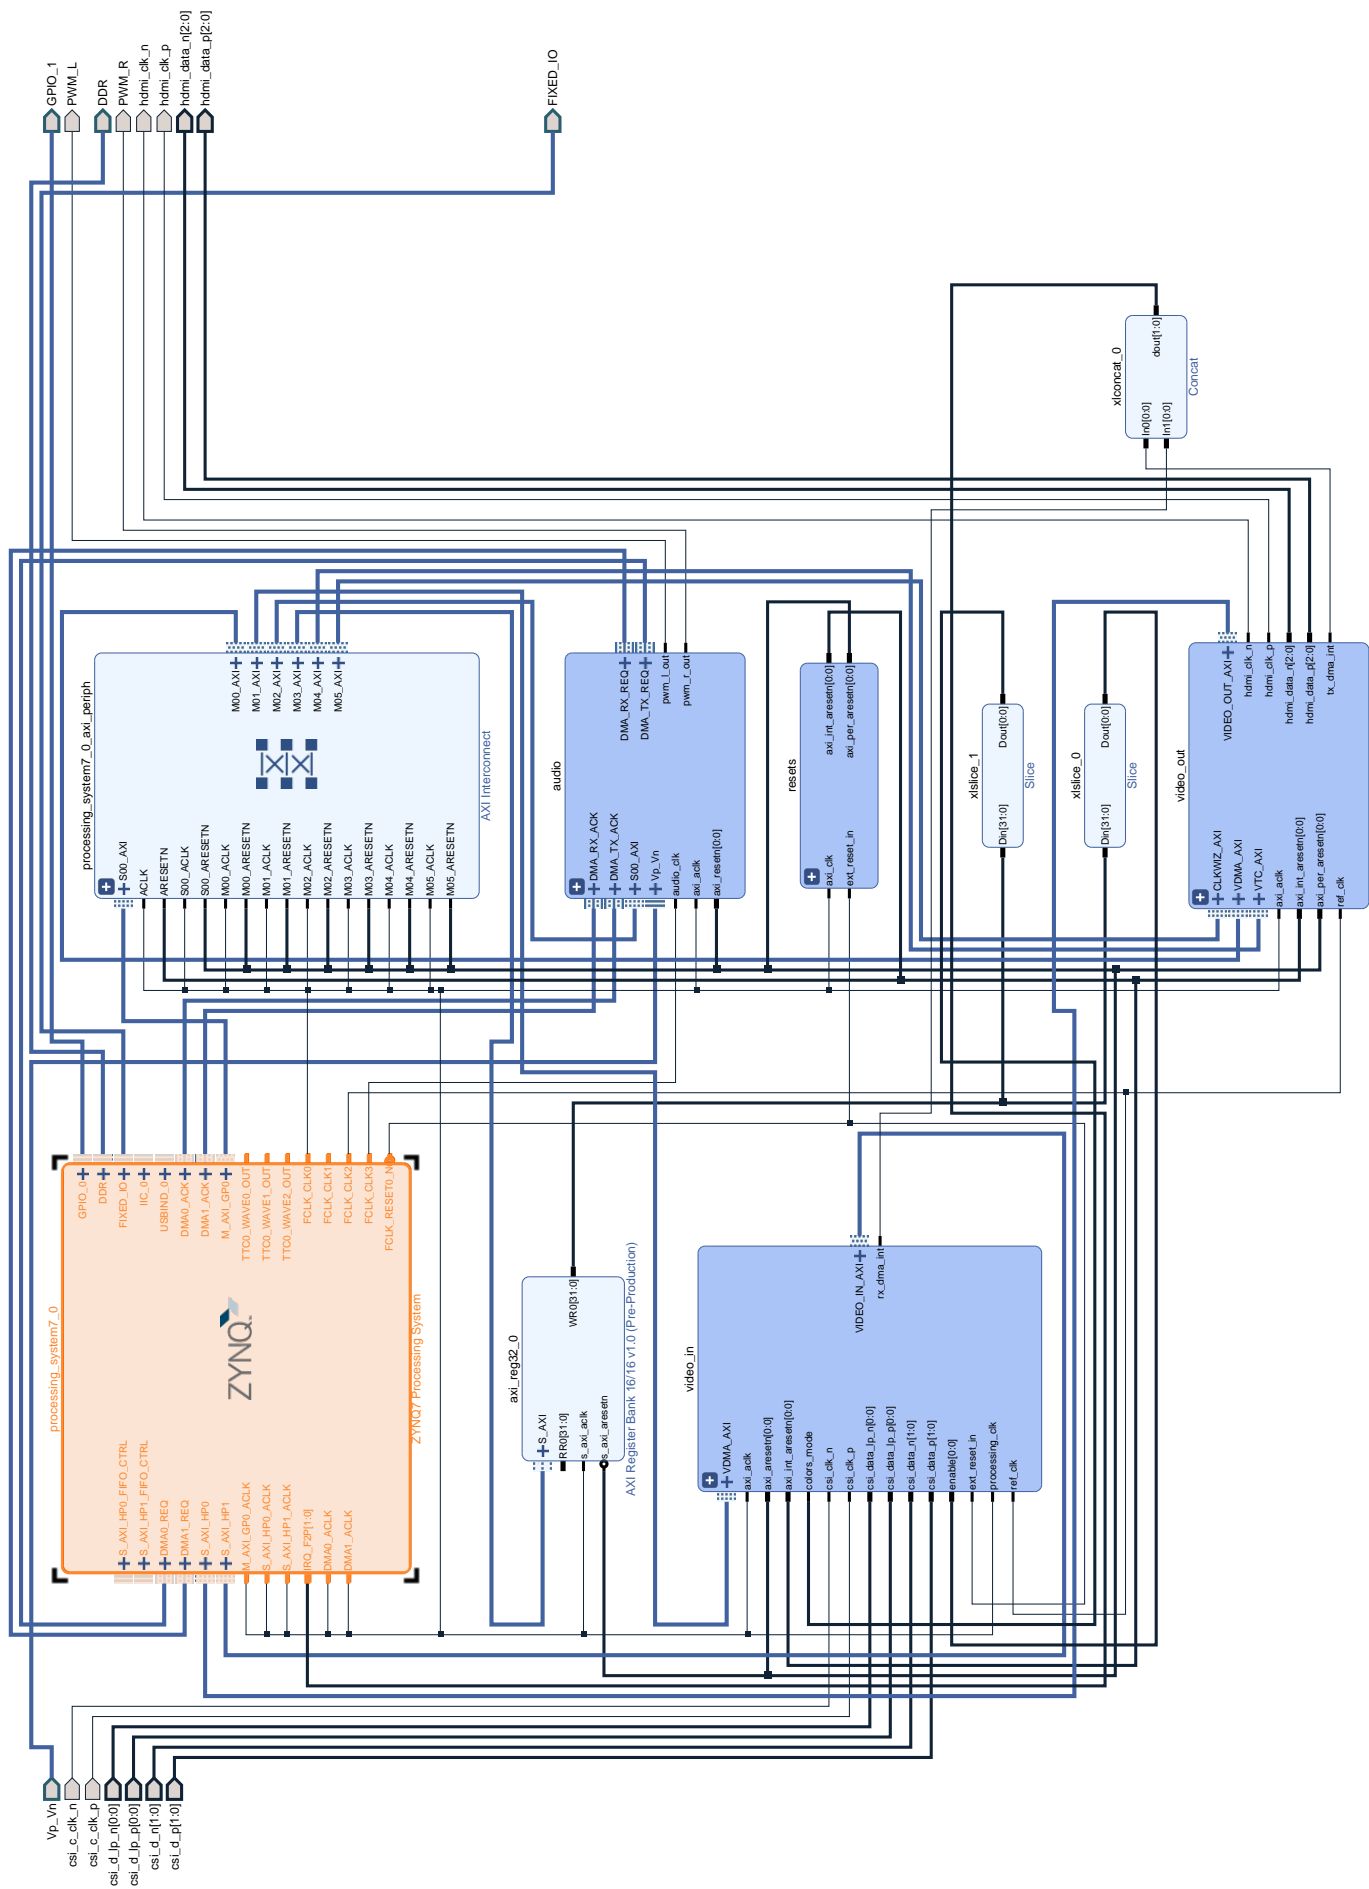 Vp_Vn
csi_c_clk_n
csi_c_clk_p
csi_d_lp_n[0:0]
csi_d_lp_p[0:0]
csi_d_n[1:0]
csi_d_p[1:0]
processing_system7_0
S_AXI_HP0_FIFO_CTRL
S_AXI_HP1_FIFO_CTRL
DMA0_REQ
DMA1_REQ
S_AXI_HP0
S_AXI_HP1
M_AXI_GP0_ACLK
S_AXI_HP0_ACLK
S_AXI_HP1_ACLK
IRQ_F2P[1:0]
DMA0_ACLK
DMA1_ACLK
ZYNQ
GPIO_0
DDR
FIXED_IO
IIC_0
USBIND_0
DMA0_ACK
DMA1_ACK
M_AXI_GP0
TTC0_WAVE0_OUT
TTC0_WAVE1_OUT
TTC0_WAVE2_OUT
FCLK_CLK0
FCLK_CLK1
FCLK_CLK2
FCLK_CLK3
FCLK_RESET0_N
ZYNQ7 Processing System
axi_reg32_0
S_AXI
RR0[31:0]
s_axi_aclk
s_axi_aresetn
WR0[31:0]
AXI Register Bank 16/16 v1.0 (Pre-Production)
video_in
VDMA_AXI
axi_aclk
axi_aresetn[0:0]
axi_int_aresetn[0:0]
colors_mode
csi_clk_n
csi_clk_p
csi_data_lp_n[0:0]
csi_data_lp_p[0:0]
csi_data_n[1:0]
csi_data_p[1:0]
enable[0:0]
ext_reset_in
processing_clk
ref_clk
VIDEO_IN_AXI
rx_dma_int
processing_system7_0_axi_periph
S00_AXI
ACLK
ARESETN
S00_ACLK
S00_ARESETN
M00_ACLK
M00_ARESETN
M01_ACLK
M01_ARESETN
M02_ACLK
M02_ARESETN
M03_ACLK
M03_ARESETN
M04_ACLK
M04_ARESETN
M05_ACLK
M05_ARESETN
M00_AXI
M01_AXI
M02_AXI
M03_AXI
M04_AXI
M05_AXI
AXI Interconnect
audio
DMA_RX_ACK
DMA_TX_ACK
S00_AXI
Vp_Vn
audio_clk
axi_aclk
axi_resetn[0:0]
DMA_RX_REQ
DMA_TX_REQ
pwm_l_out
pwm_r_out
resets
axi_clk
ext_reset_in
axi_int_aresetn[0:0]
axi_per_aresetn[0:0]
xlslice_1
Din[31:0]
Dout[0:0]
Slice
xlslice_0
Din[31:0]
Dout[0:0]
Slice
video_out
CLKWIZ_AXI
VDMA_AXI
VTC_AXI
axi_aclk
axi_int_aresetn[0:0]
axi_per_aresetn[0:0]
ref_clk
VIDEO_OUT_AXI
hdmi_clk_n
hdmi_clk_p
hdmi_data_n[2:0]
hdmi_data_p[2:0]
tx_dma_int
xlconcat_0
In0[0:0]
In1[0:0]
dout[1:0]
Concat
GPIO_1
PWM_L
DDR
PWM_R
hdmi_clk_n
hdmi_clk_p
hdmi_data_n[2:0]
hdmi_data_p[2:0]
FIXED_IO